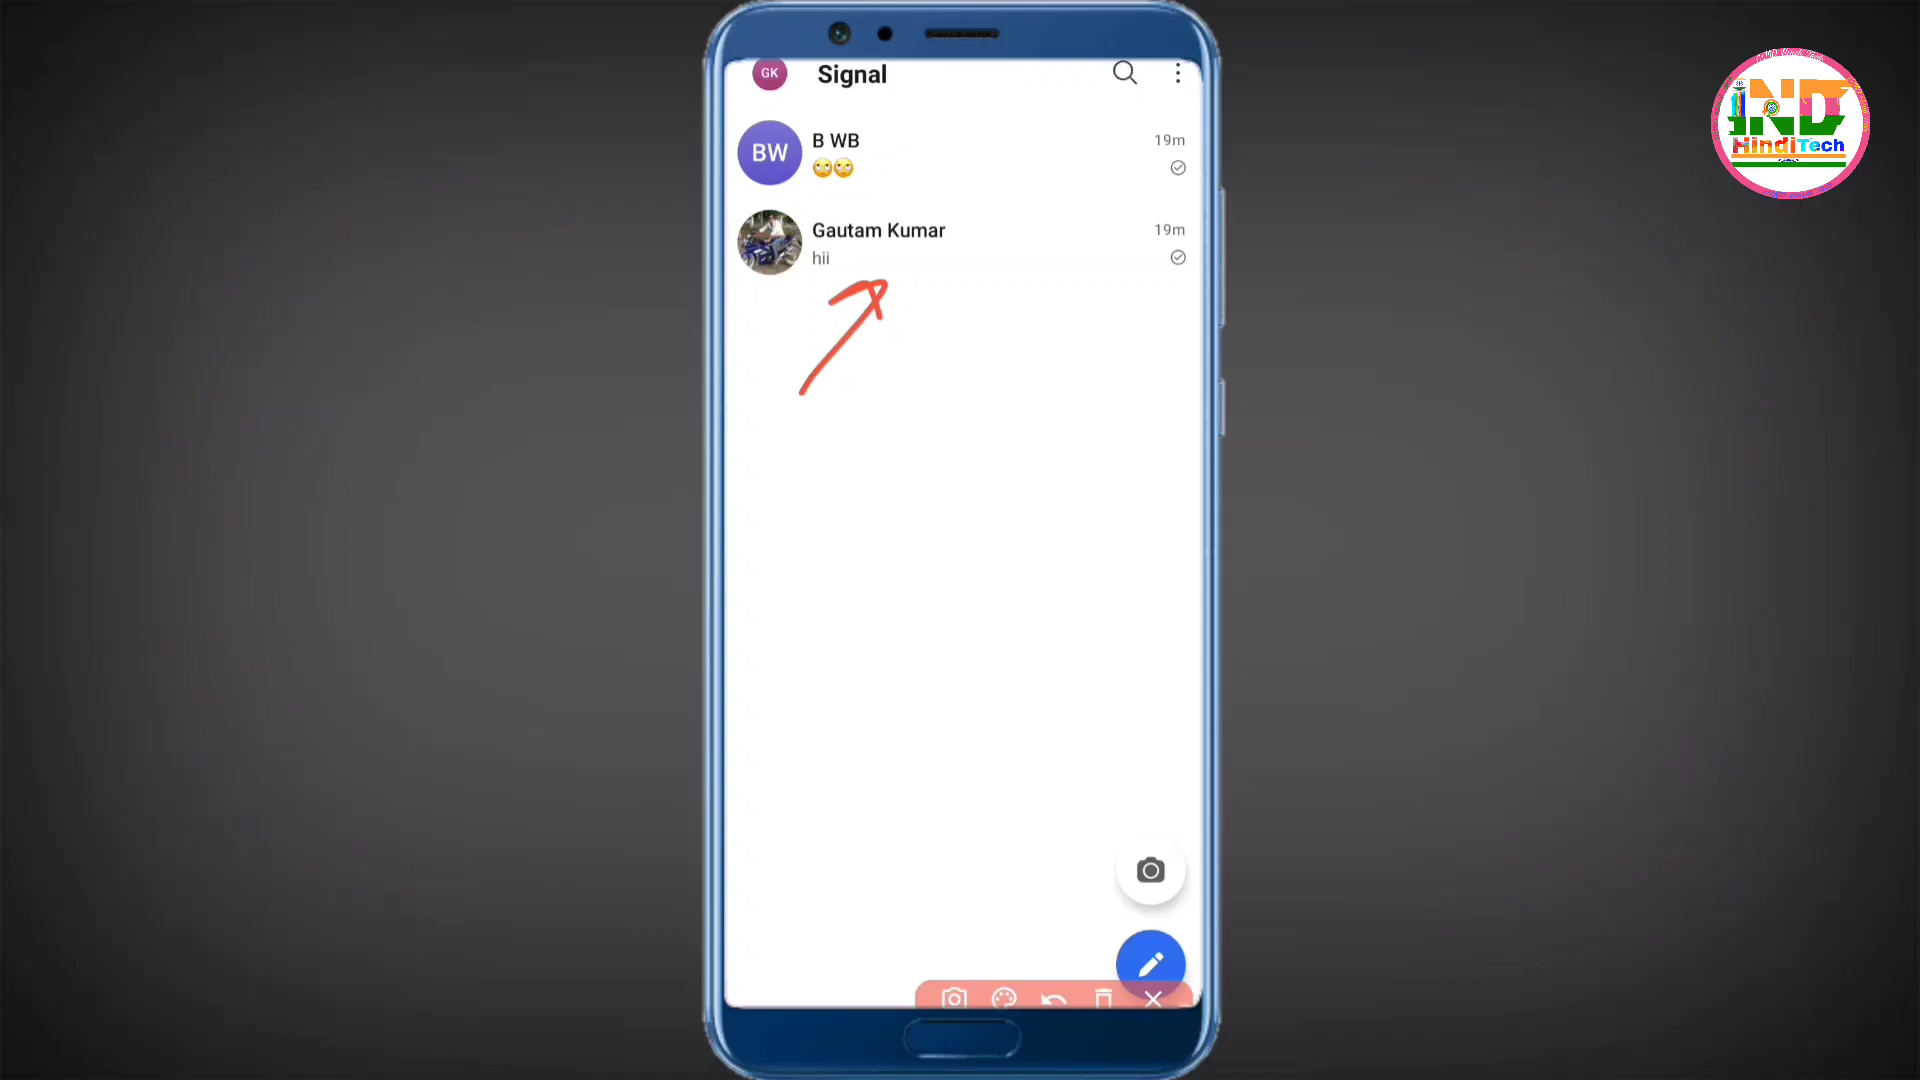 GK
Signal
BW
B WB
19m
🙄🙄
Gautam Kumar
19m
hii
IND
HindiTech